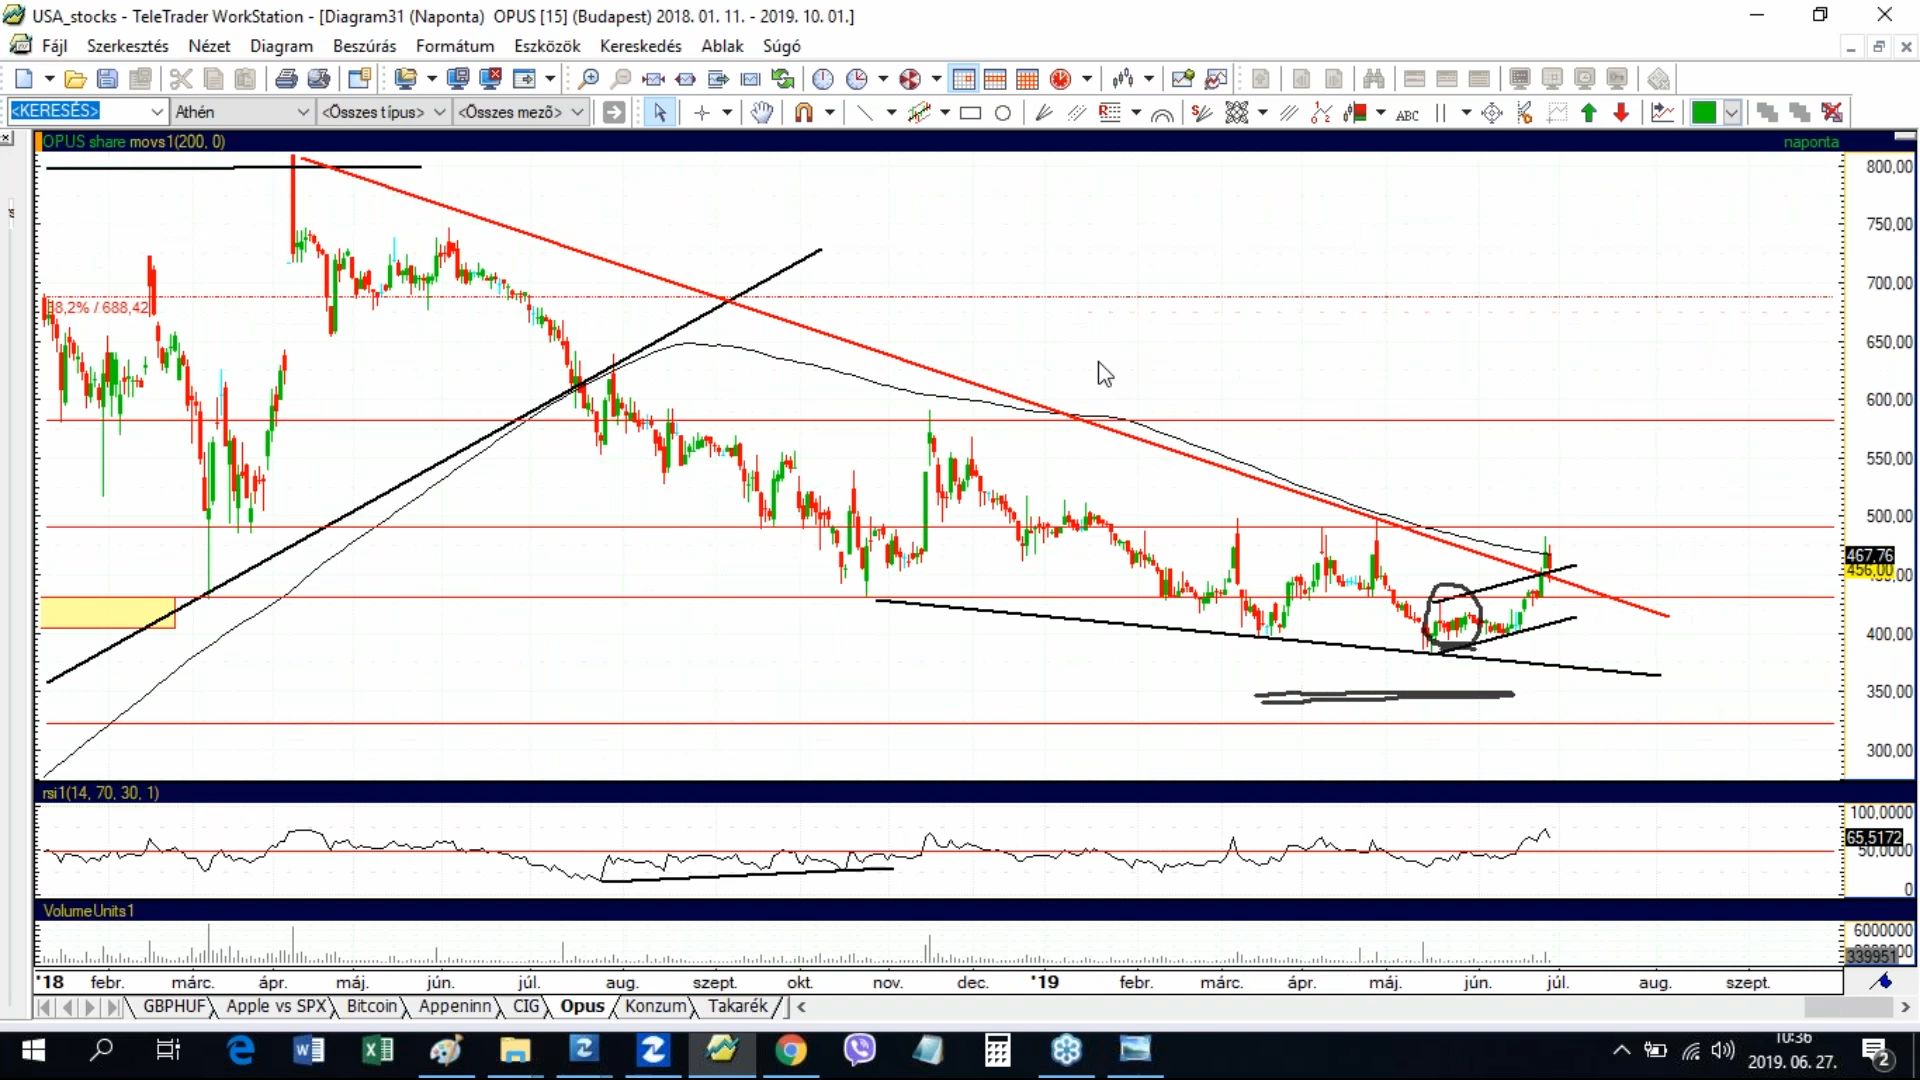 USA_stocks - TeleTrader WorkStation - [Diagram31 (Naponta)  OPUS [15] (Budapest) 2018. 01. 11. - 2019. 10. 01.]
Fájl Szerkesztés Nézet Diagram Beszúrás Formátum Eszközök Kereskedés Ablak Súgó
<KERESÉS> Athén <Összes típus> <Összes mező> ABC
OPUS share movs1(200, 0) naponta
800,00
750,00
700,00
38,2% / 688,42
650,00
600,00
550,00
500,00
467,76
456,00
400,00
350,00
300,00
rsi1(14, 70, 30, 1)
100,0000
65,5172
50,0000
0
VolumeUnits1
6000000
339951
'18 febr. márc. ápr. máj. jún. júl. aug. szept. okt. nov. dec. '19 febr. márc. ápr. máj. jún. júl. aug. szept.
GBPHUF Apple vs SPX Bitcoin Appeninn CIG Opus Konzum Takarék
10:36
2019. 06. 27.
2